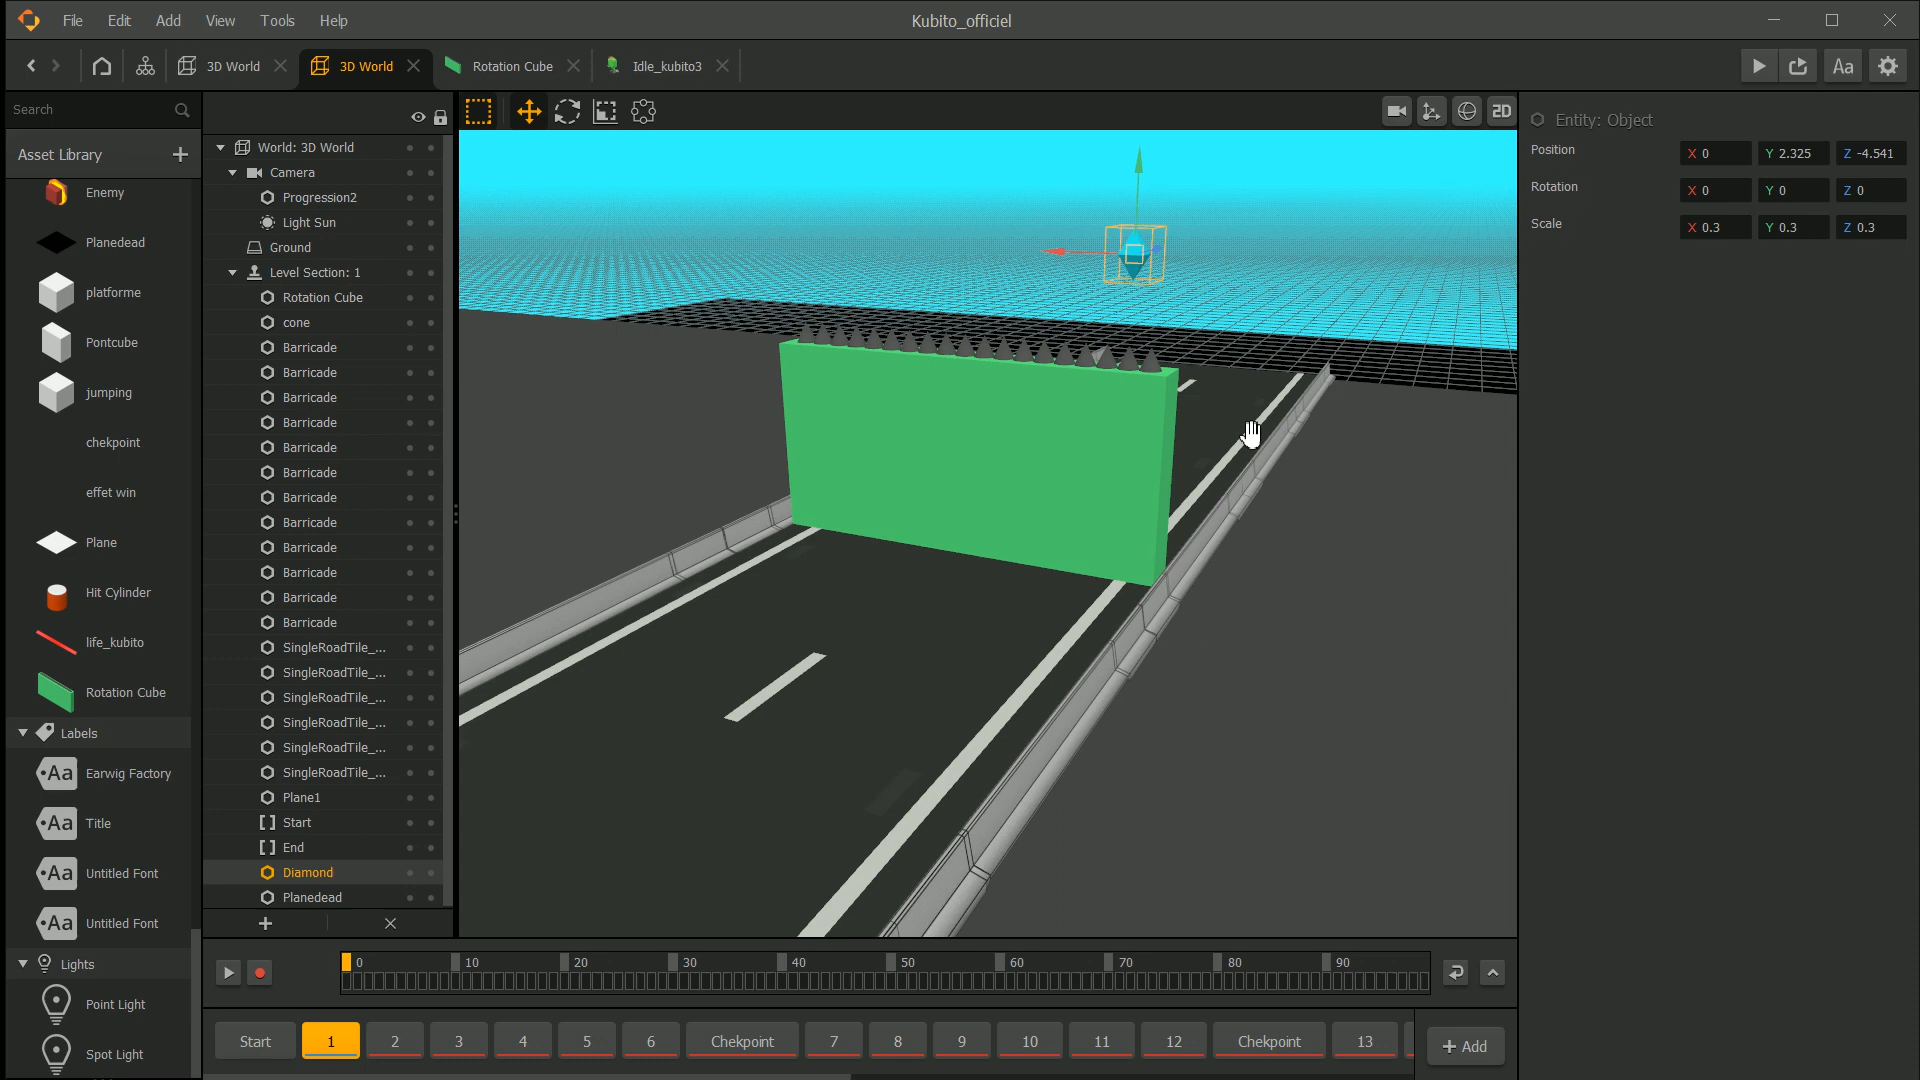 File Edit Add View Tools Help
Kubito_officiel
3D World
3D World
Rotation Cube
Idle_kubito3
Aa
Search
Asset Library
Enemy
Planedead
platforme
Pontcube
jumping
chekpoint
effet win
Plane
Hit Cylinder
life_kubito
Rotation Cube
Labels
Aa Earwig Factory
Aa Title
Aa Untitled Font
Aa Untitled Font
Lights
Point Light
Spot Light
World: 3D World
Camera
Progression2
Light Sun
Ground
Level Section: 1
Rotation Cube
cone
Barricade
Barricade
Barricade
Barricade
Barricade
Barricade
Barricade
Barricade
Barricade
Barricade
Barricade
Barricade
SingleRoadTile_...
SingleRoadTile_...
SingleRoadTile_...
SingleRoadTile_...
SingleRoadTile_...
SingleRoadTile_...
Plane1
Start
End
Diamond
Planedead
2D
Entity: Object
Position X 0 Y 2.325 Z -4.541
Rotation X 0 Y 0 Z 0
Scale X 0.3 Y 0.3 Z 0.3
0 10 20 30 40 50 60 70 80 90
Start 1 2 3 4 5 6 Chekpoint 7 8 9 10 11 12 Chekpoint 13
+ Add